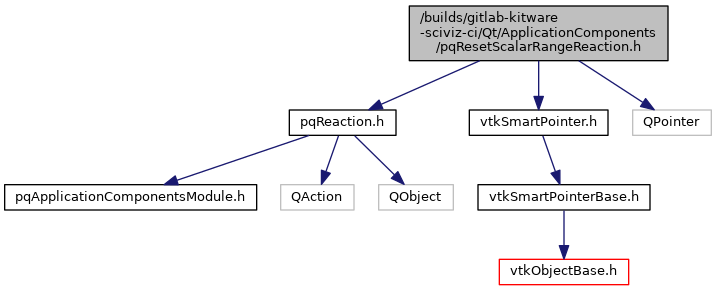 /builds/gitlab-kitware
-sciviz-ci/Qt/ApplicationComponents
/pqResetScalarRangeReaction.h
pqReaction.h
vtkSmartPointer.h
QPointer
pqApplicationComponentsModule.h
QAction
QObject
vtkSmartPointerBase.h
vtkObjectBase.h